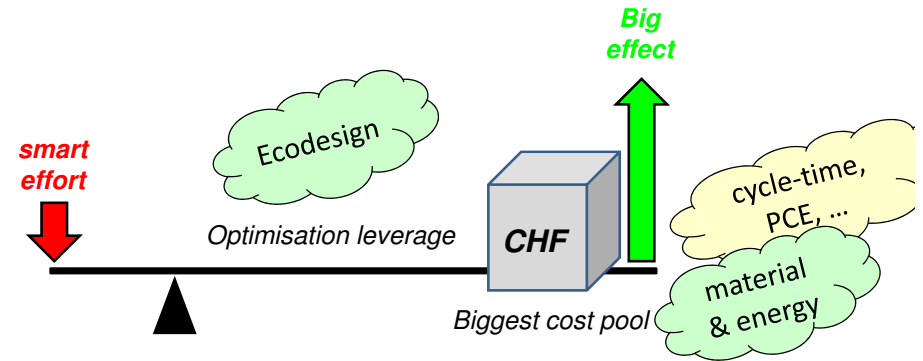 Big
effect
smart
effort
Ecodesign
cycle-time,
PCE, ...
Optimisation leverage
CHF
material
& energy
Biggest cost pool